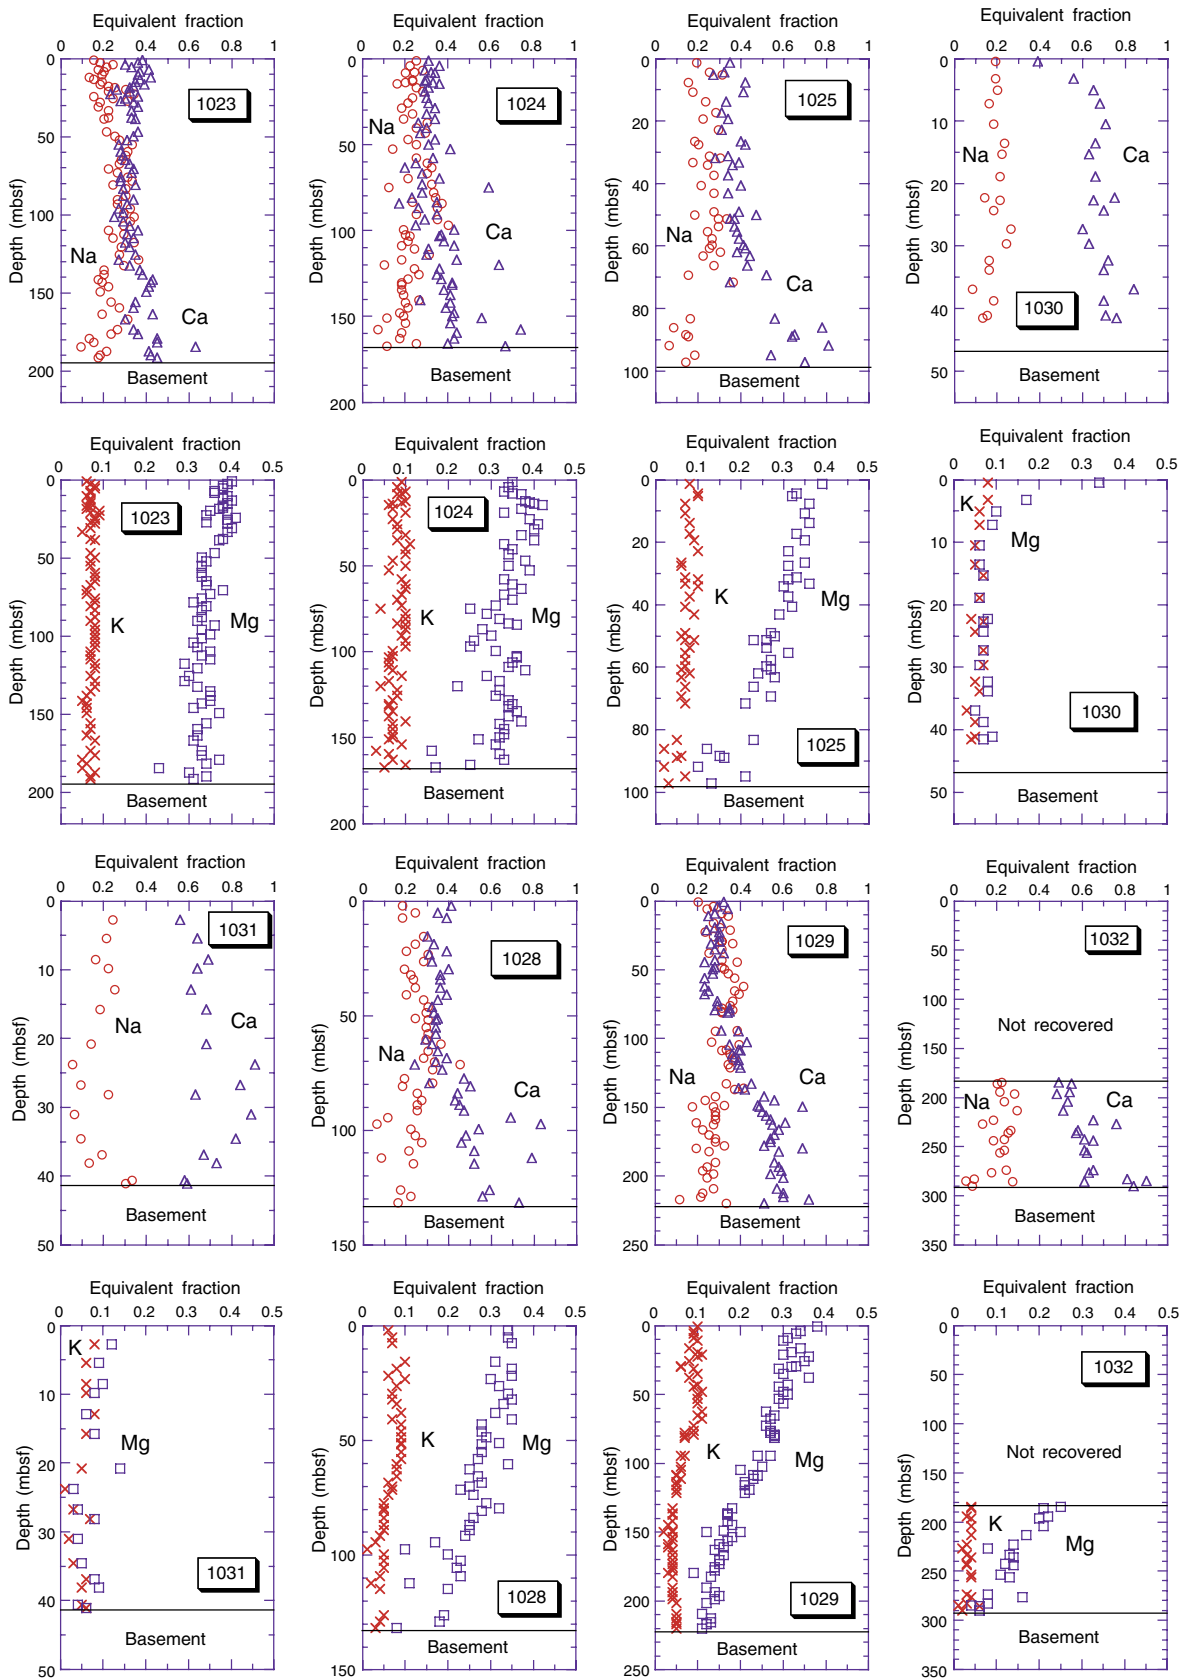 Equivalent fraction Equivalent fraction Equivalent fraction Equivalent fraction
0 0.2 0.4 0.6 0.8 1 0 0.2 0.4 0.6 0.8 1 0 0.2 0.4 0.6 0.8 1 0 0.2 0.4 0.6 0.8 1
Depth (mbsf)
0
50
100
150
200
1023
Na
Ca
Basement
Depth (mbsf)
0
50
100
150
200
1024
Na
Ca
Basement
Depth (mbsf)
0
20
40
60
80
100
1025
Na
Ca
Basement
Depth (mbsf)
0
10
20
30
40
50
Na
Ca
1030
Basement
Equivalent fraction Equivalent fraction Equivalent fraction Equivalent fraction
0 0.1 0.2 0.3 0.4 0.5 0 0.1 0.2 0.3 0.4 0.5 0 0.1 0.2 0.3 0.4 0.5 0 0.1 0.2 0.3 0.4 0.5
Depth (mbsf)
0
50
100
150
200
1023
K
Mg
Basement
Depth (mbsf)
0
50
100
150
200
1024
K
Mg
Basement
Depth (mbsf)
0
20
40
60
80
100
K
Mg
1025
Basement
Depth (mbsf)
0
10
20
30
40
50
K
Mg
1030
Basement
Equivalent fraction Equivalent fraction Equivalent fraction Equivalent fraction
0 0.2 0.4 0.6 0.8 1 0 0.2 0.4 0.6 0.8 1 0 0.2 0.4 0.6 0.8 1 0 0.2 0.4 0.6 0.8 1
Depth (mbsf)
0
10
20
30
40
50
1031
Na
Ca
Basement
Depth (mbsf)
0
50
100
150
1028
Na
Ca
Basement
Depth (mbsf)
0
50
100
150
200
250
1029
Na
Ca
Basement
Depth (mbsf)
0
50
100
150
200
250
300
350
1032
Not recovered
Na
Ca
Basement
Equivalent fraction Equivalent fraction Equivalent fraction Equivalent fraction
0 0.1 0.2 0.3 0.4 0.5 0 0.1 0.2 0.3 0.4 0.5 0 0.1 0.2 0.3 0.4 0.5 0 0.1 0.2 0.3 0.4 0.5
Depth (mbsf)
0
10
20
30
40
50
K
Mg
1031
Basement
Depth (mbsf)
0
50
100
150
K
Mg
1028
Basement
Depth (mbsf)
0
50
100
150
200
250
K
Mg
1029
Basement
Depth (mbsf)
0
50
100
150
200
250
300
350
1032
Not recovered
K
Mg
Basement